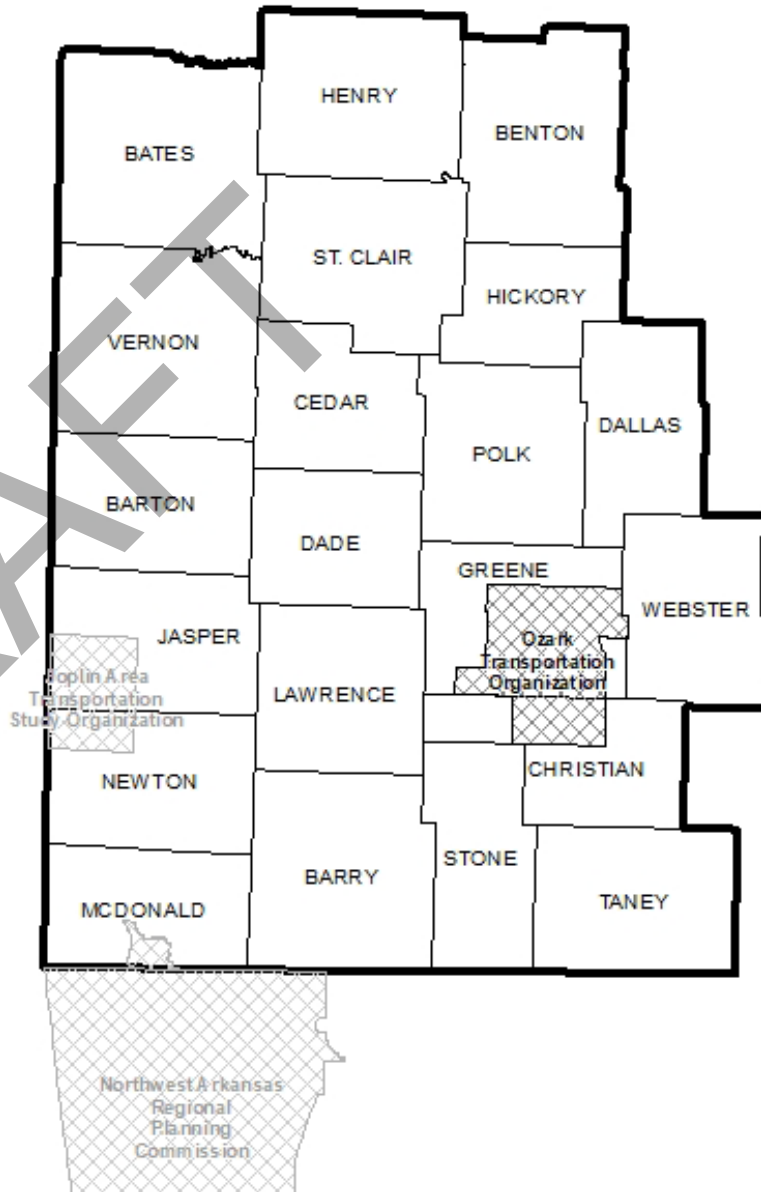 HENRY
BENTON
BATES
ST. CLAIR
HICKORY
VERNON
CEDAR
DALLAS
POLK
BARTON
DADE
GREENE
WEBSTER
JASPER
Ozark
Transportation
Organization
Joplin Area
Transportation
Study Organization
LAWRENCE
NEWTON
CHRISTIAN
STONE
BARRY
TANEY
MCDONALD
Northwest Arkansas
Regional
Planning
Commission
AFT